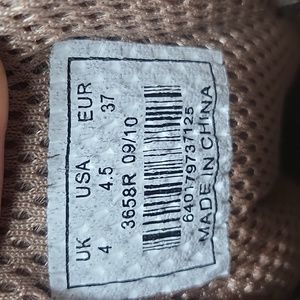 UK USA EUR
4 4.5 37
3658R 09/10
640179737125
MADE IN CHINA